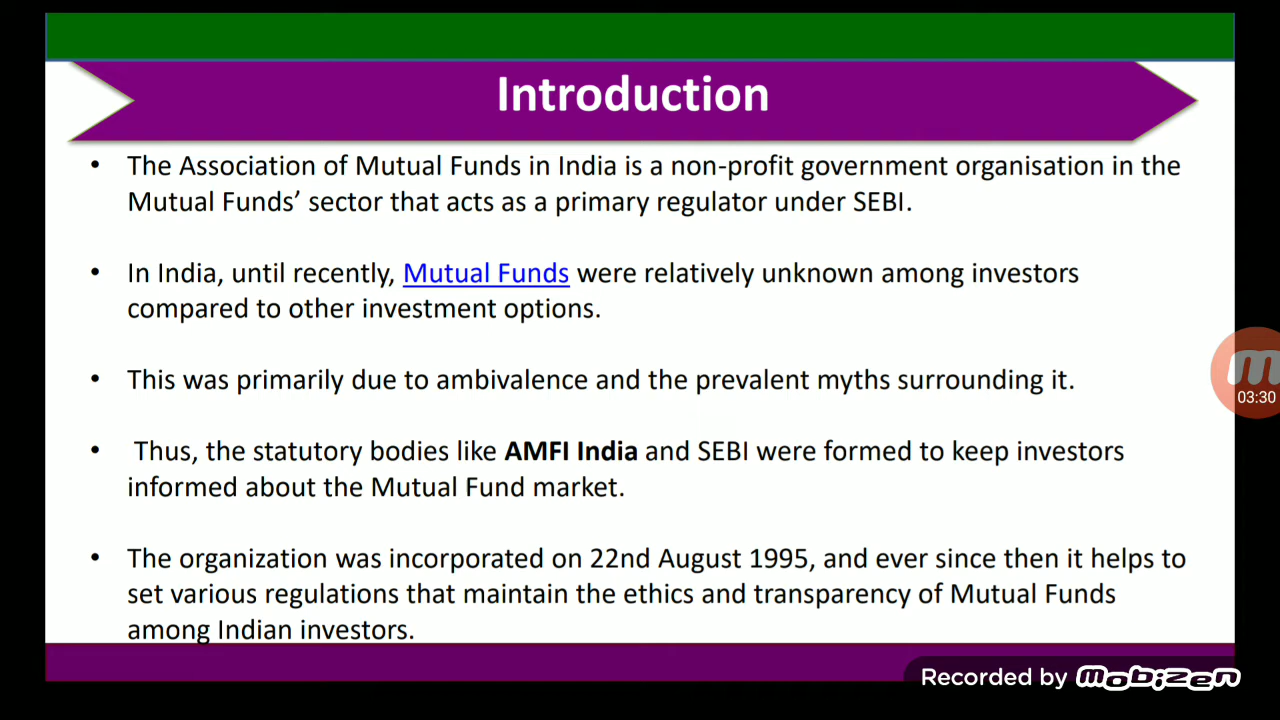 Introduction
• The Association of Mutual Funds in India is a non-profit government organisation in the
Mutual Funds’ sector that acts as a primary regulator under SEBI.
• In India, until recently, Mutual Funds were relatively unknown among investors
compared to other investment options.
• This was primarily due to ambivalence and the prevalent myths surrounding it.
• Thus, the statutory bodies like AMFI India and SEBI were formed to keep investors
informed about the Mutual Fund market.
• The organization was incorporated on 22nd August 1995, and ever since then it helps to
set various regulations that maintain the ethics and transparency of Mutual Funds
among Indian investors.
m
03:30
Recorded by mobizen